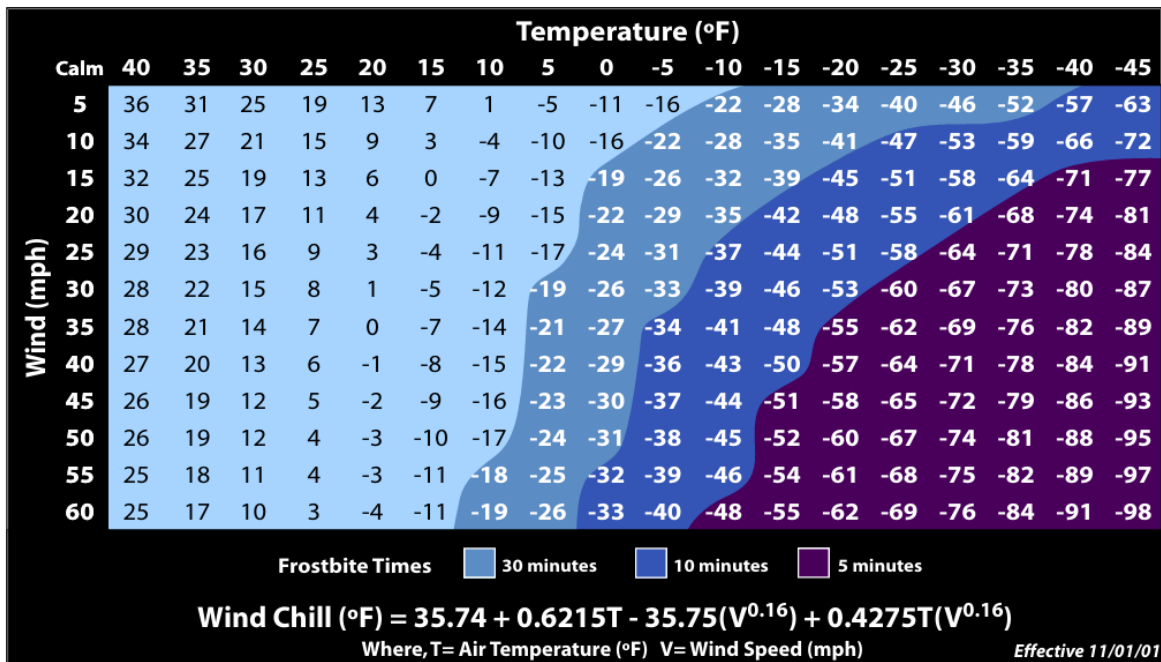 Temperature (ºF)
Calm 40 35 30 25 20 15 10 5 0 -5 -10 -15 -20 -25 -30 -35 -40 -45
5 36 31 25 19 13 7 1 -5 -11 -16 -22 -28 -34 -40 -46 -52 -57 -63
10 34 27 21 15 9 3 -4 -10 -16 -22 -28 -35 -41 -47 -53 -59 -66 -72
15 32 25 19 13 6 0 -7 -13 -19 -26 -32 -39 -45 -51 -58 -64 -71 -77
20 30 24 17 11 4 -2 -9 -15 -22 -29 -35 -42 -48 -55 -61 -68 -74 -81
25 29 23 16 9 3 -4 -11 -17 -24 -31 -37 -44 -51 -58 -64 -71 -78 -84
30 28 22 15 8 1 -5 -12 -19 -26 -33 -39 -46 -53 -60 -67 -73 -80 -87
35 28 21 14 7 0 -7 -14 -21 -27 -34 -41 -48 -55 -62 -69 -76 -82 -89
40 27 20 13 6 -1 -8 -15 -22 -29 -36 -43 -50 -57 -64 -71 -78 -84 -91
45 26 19 12 5 -2 -9 -16 -23 -30 -37 -44 -51 -58 -65 -72 -79 -86 -93
50 26 19 12 4 -3 -10 -17 -24 -31 -38 -45 -52 -60 -67 -74 -81 -88 -95
55 25 18 11 4 -3 -11 -18 -25 -32 -39 -46 -54 -61 -68 -75 -82 -89 -97
60 25 17 10 3 -4 -11 -19 -26 -33 -40 -48 -55 -62 -69 -76 -84 -91 -98
Wind (mph)
Frostbite Times 30 minutes 10 minutes 5 minutes
Wind Chill (ºF) = 35.74 + 0.6215T - 35.75(V^0.16) + 0.4275T(V^0.16)
Where, T= Air Temperature (ºF) V= Wind Speed (mph) Effective 11/01/01